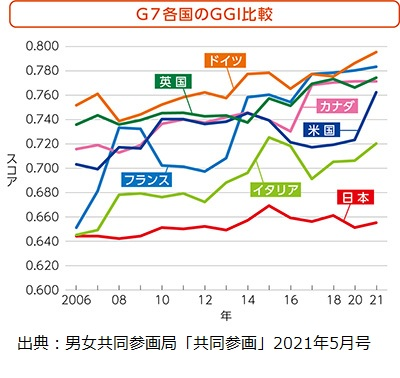 G7各国のGGI比較
0.800
0.780
0.760
0.740
0.720
0.700
0.680
0.660
0.640
0.620
0.600
スコア
ドイツ
英国
カナダ
米国
フランス
イタリア
日本
2006 08 10 12 14 16 18 20 21
年
出典：男女共同参画局「共同参画」2021年5月号